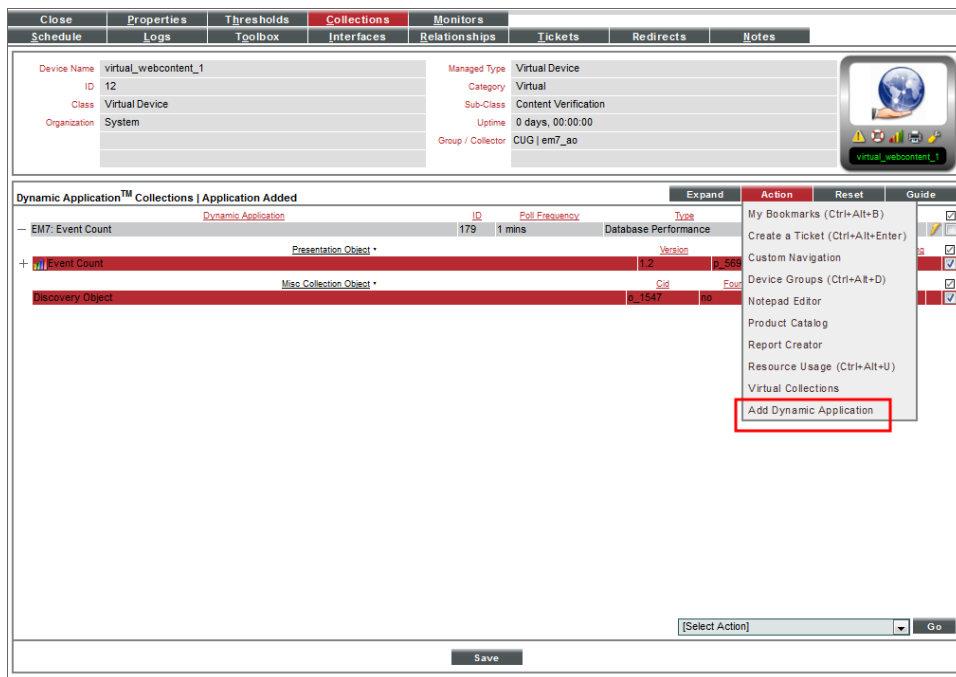 Close Properties Thresholds Collections Monitors
Schedule Logs Toolbox Interfaces Relationships Tickets Redirects Notes
Device Name virtual_webcontent_1 Managed Type Virtual Device
ID 12 Category Virtual
Class Virtual Device Sub-Class Content Verification
Organization System Uptime 0 days, 00:00:00
Group / Collector CUG | em7_ao
virtual_webcontent_1
Dynamic Application™ Collections | Application Added Expand Action Reset Guide
Dynamic Application ID Poll Frequency Type
EM7: Event Count 179 1 mins Database Performance
Presentation Object Version
Event Count 1.2 p_569
Misc Collection Object Cid
Discovery Object o_1547 no
My Bookmarks (Ctrl+Alt+B)
Create a Ticket (Ctrl+Alt+Enter)
Custom Navigation
Device Groups (Ctrl+Alt+D)
Notepad Editor
Product Catalog
Report Creator
Resource Usage (Ctrl+Alt+U)
Virtual Collections
Add Dynamic Application
[Select Action] Go
Save